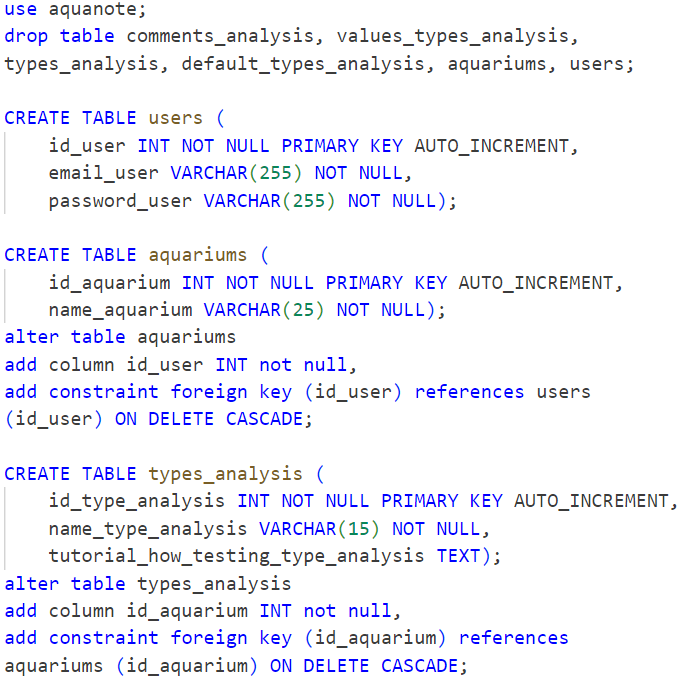 use aquanote;
drop table comments_analysis, values_types_analysis,
types_analysis, default_types_analysis, aquariums, users;

CREATE TABLE users (
    id_user INT NOT NULL PRIMARY KEY AUTO_INCREMENT,
    email_user VARCHAR(255) NOT NULL,
    password_user VARCHAR(255) NOT NULL);

CREATE TABLE aquariums (
    id_aquarium INT NOT NULL PRIMARY KEY AUTO_INCREMENT,
    name_aquarium VARCHAR(25) NOT NULL);
alter table aquariums
add column id_user INT not null,
add constraint foreign key (id_user) references users
(id_user) ON DELETE CASCADE;

CREATE TABLE types_analysis (
    id_type_analysis INT NOT NULL PRIMARY KEY AUTO_INCREMENT,
    name_type_analysis VARCHAR(15) NOT NULL,
    tutorial_how_testing_type_analysis TEXT);
alter table types_analysis
add column id_aquarium INT not null,
add constraint foreign key (id_aquarium) references
aquariums (id_aquarium) ON DELETE CASCADE;